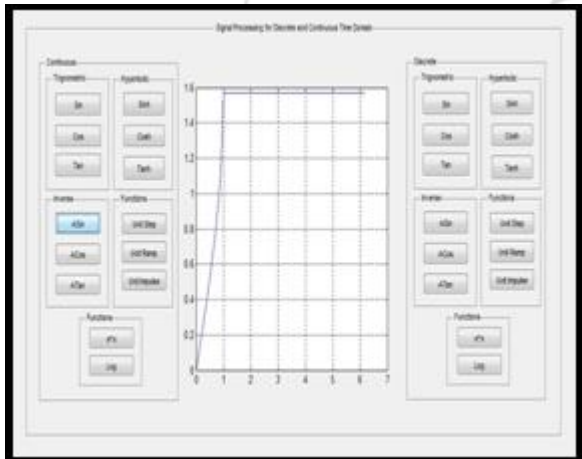 Signal Processing for Discrete and Continuous Time Domain
Continuous
Trignometric
Hyperbolic
Sin
Sinh
Cos
Cosh
Tan
Tanh
Inverse
Functions
ASin
Unit Step
ACos
Unit Ramp
ATan
Unit Impulse
Functions
e^x
Log
1.6
1.4
1.2
1
0.8
0.6
0.4
0.2
0
0 1 2 3 4 5 6 7
Discrete
Trignometric
Hyperbolic
Sin
Sinh
Cos
Cosh
Tan
Tanh
Inverse
Functions
ASin
Unit Step
ACos
Unit Ramp
ATan
Unit Impulse
Functions
e^x
Log